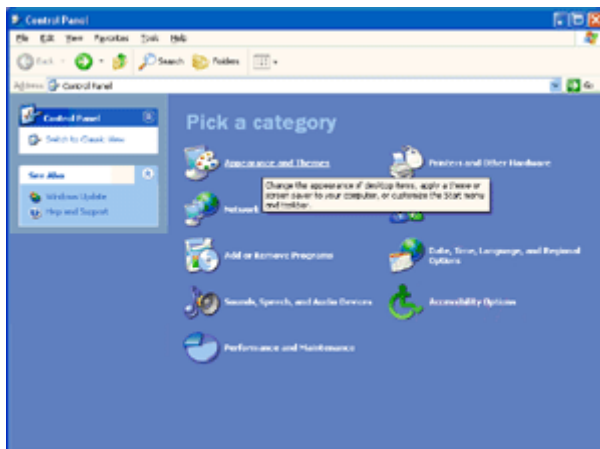 Control Panel
File Edit View Favorites Tools Help
Back Search Folders
Address Control Panel Go
Control Panel
Switch to Classic View
See Also
Windows Update
Help and Support
Pick a category
Appearance and Themes
Printers and Other Hardware
Change the appearance of desktop items, apply a theme or
screen saver to your computer, or customize the Start menu
and taskbar.
Network
Add or Remove Programs
Date, Time, Language, and Regional
Options
Sounds, Speech, and Audio Devices
Accessibility Options
Performance and Maintenance